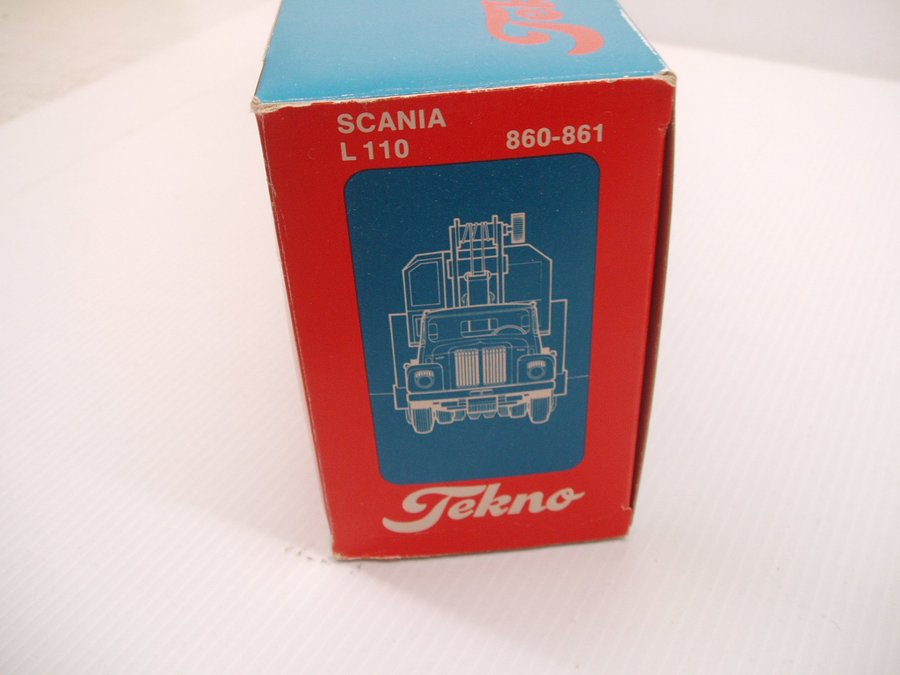 SCANIA
L 110
860-861
Tekno